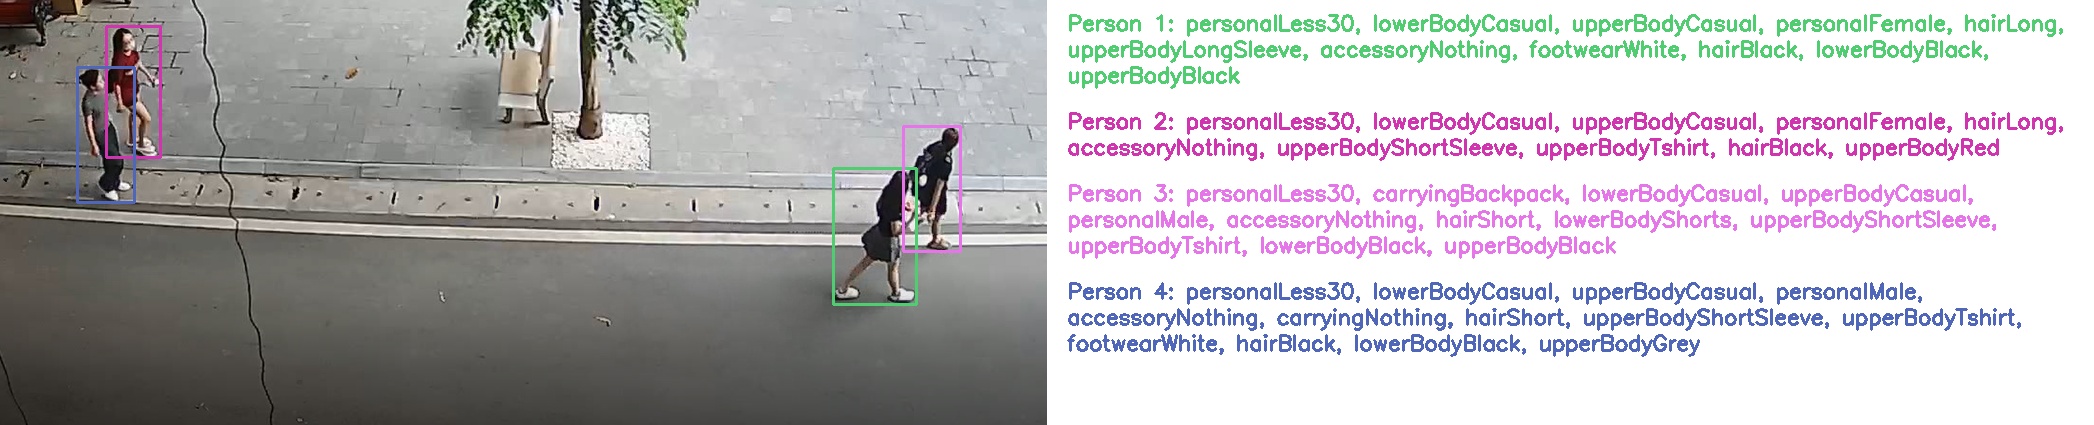 Person 1: personalLess30, lowerBodyCasual, upperBodyCasual, personalFemale, hairLong,
upperBodyLongSleeve, accessoryNothing, footwearWhite, hairBlack, lowerBodyBlack,
upperBodyBlack
Person 2: personalLess30, lowerBodyCasual, upperBodyCasual, personalFemale, hairLong,
accessoryNothing, upperBodyShortSleeve, upperBodyTshirt, hairBlack, upperBodyRed
Person 3: personalLess30, carryingBackpack, lowerBodyCasual, upperBodyCasual,
personalMale, accessoryNothing, hairShort, lowerBodyShorts, upperBodyShortSleeve,
upperBodyTshirt, lowerBodyBlack, upperBodyBlack
Person 4: personalLess30, lowerBodyCasual, upperBodyCasual, personalMale,
accessoryNothing, carryingNothing, hairShort, upperBodyShortSleeve, upperBodyTshirt,
footwearWhite, hairBlack, lowerBodyBlack, upperBodyGrey